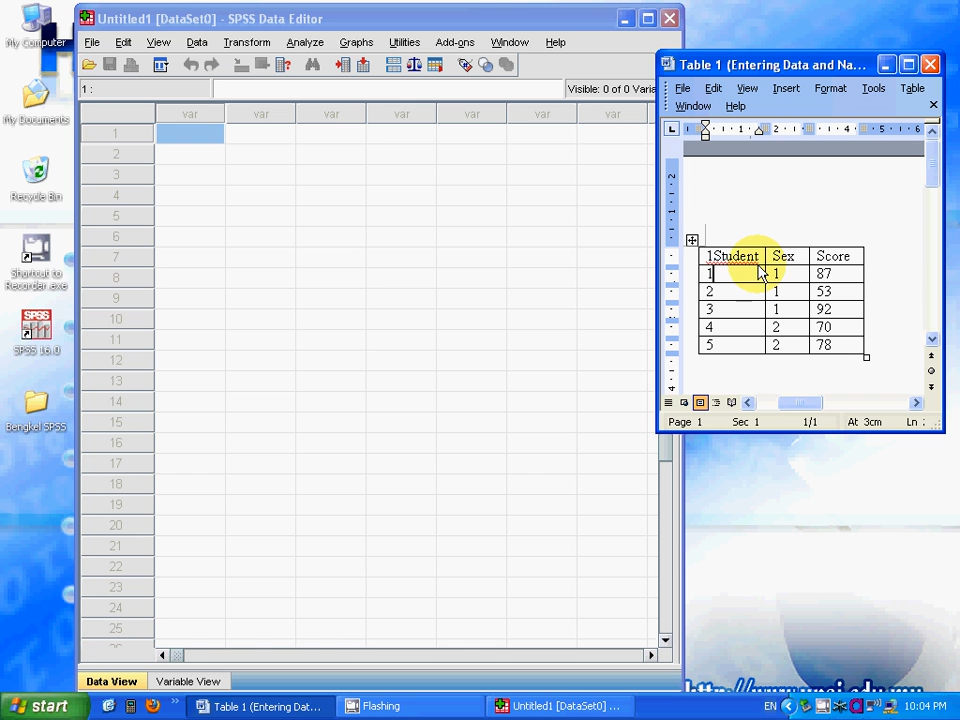 My Computer
My Documents
Recycle Bin
Shortcut to
Recorder.exe
SPSS
SPSS 16.0
Bengkel SPSS
Untitled1 [DataSet0] - SPSS Data Editor
File Edit View Data Transform Analyze Graphs Utilities Add-ons Window Help
1 :
Visible: 0 of 0 Varia
var var var var var var var
1
2
3
4
5
6
7
8
9
10
11
12
13
14
15
16
17
18
19
20
21
22
23
24
25
Data View Variable View
Table 1 (Entering Data and Na...
File Edit View Insert Format Tools Table
Window Help
1Student Sex Score
1 1 87
2 1 53
3 1 92
4 2 70
5 2 78
Page 1 Sec 1 1/1 At 3cm Ln
start
Table 1 (Entering Dat...
Flashing
Untitled1 [DataSet0] ...
EN
10:04 PM